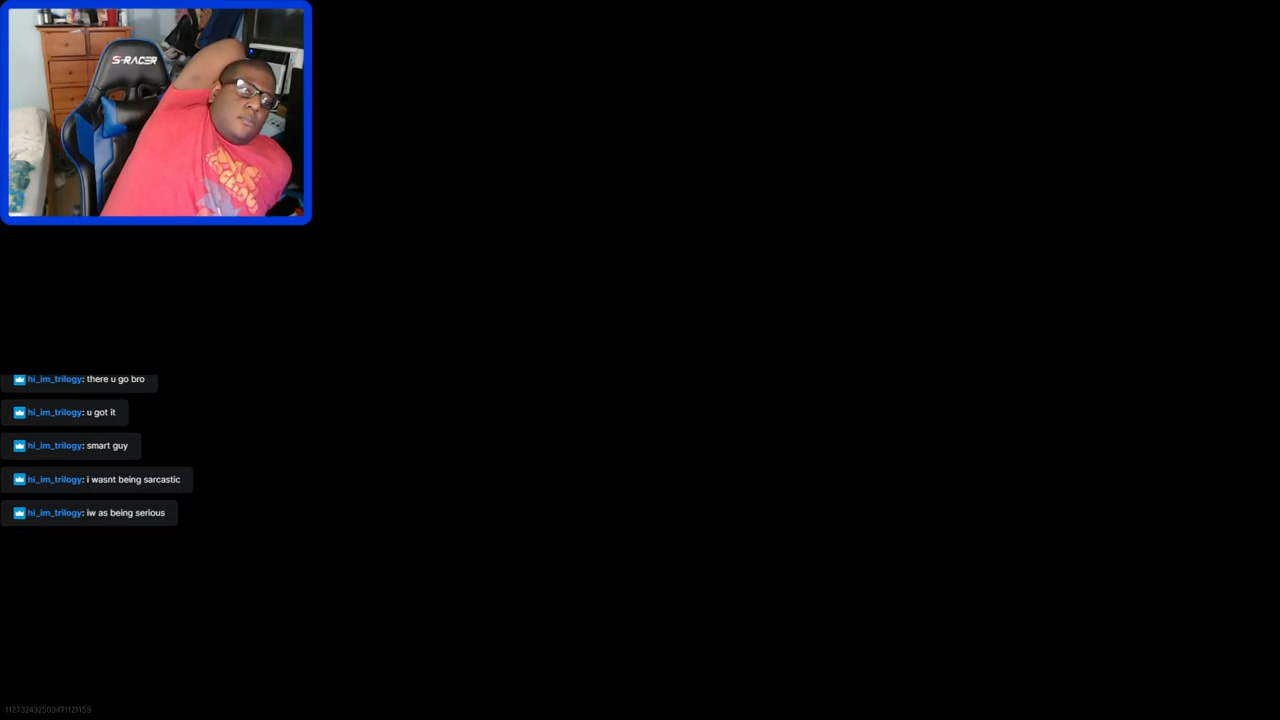 S-RACER
hi_im_trilogy: there u go bro
hi_im_trilogy: u got it
hi_im_trilogy: smart guy
hi_im_trilogy: i wasnt being sarcastic
hi_im_trilogy: iw as being serious
112732432503471121159